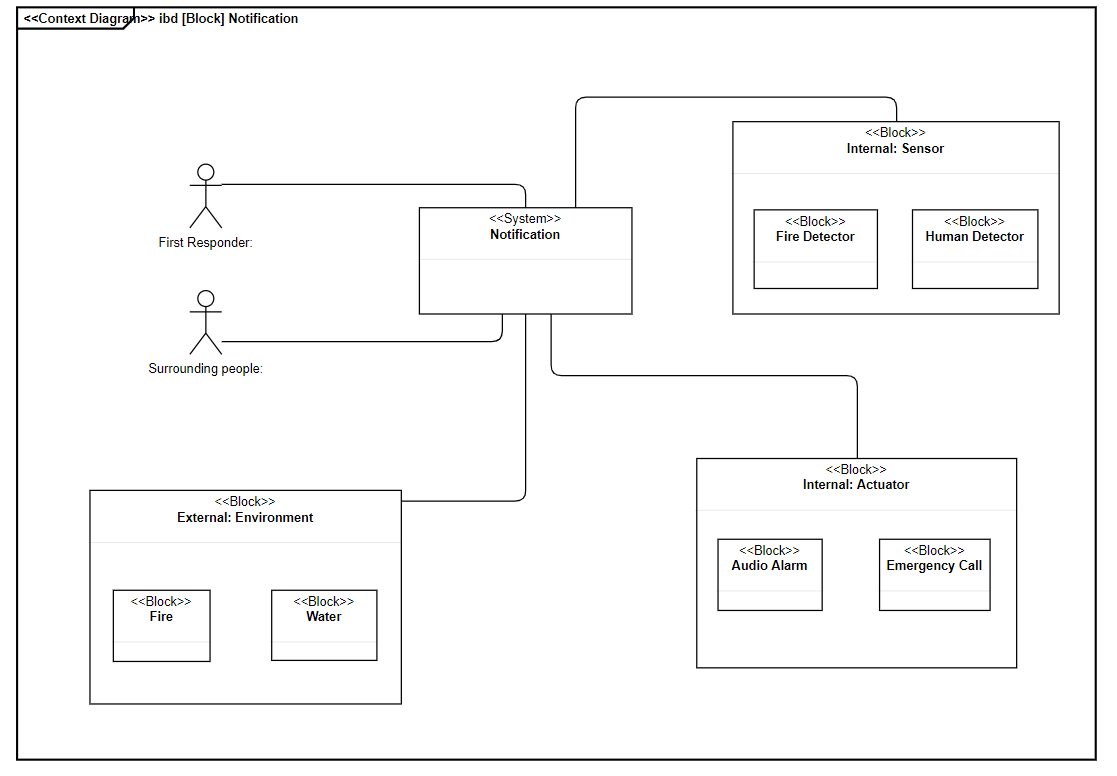 <<Context Diagram>> ibd [Block] Notification
First Responder:
Surrounding people:
<<System>>
Notification
<<Block>>
Internal: Sensor
<<Block>>
Fire Detector
<<Block>>
Human Detector
<<Block>>
External: Environment
<<Block>>
Fire
<<Block>>
Water
<<Block>>
Internal: Actuator
<<Block>>
Audio Alarm
<<Block>>
Emergency Call